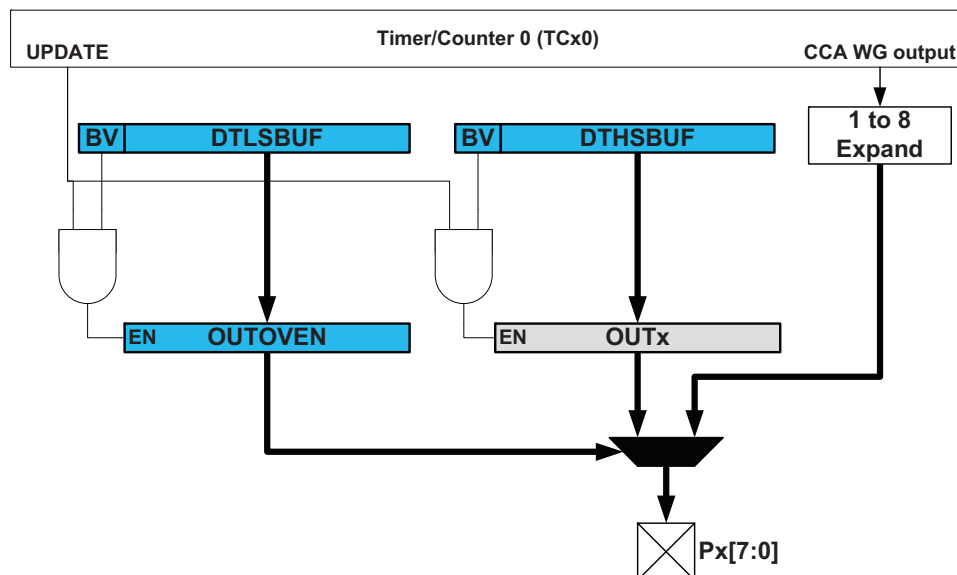 Timer/Counter 0 (TCx0)
UPDATE
CCA WG output
BV
DTLSBUF
BV
DTHSBUF
1 to 8
Expand
EN
OUTOVEN
EN
OUTx
Px[7:0]